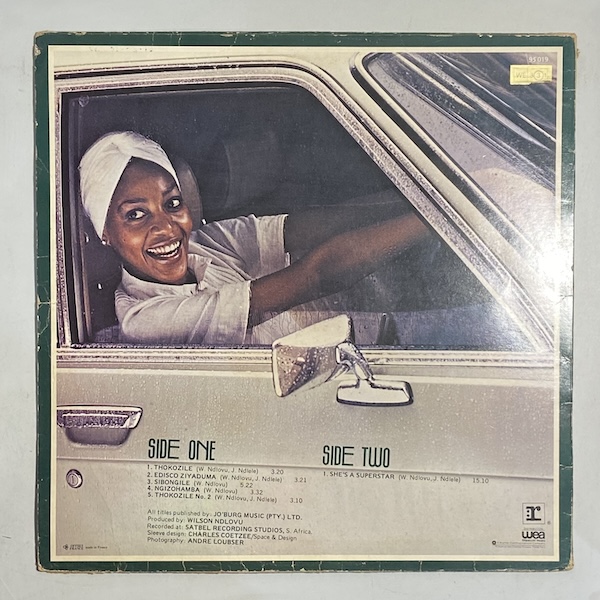 SIDE ONE
1. THOKOZILE (W. Ndlovu, J. Ndlele) 3.20
2. EDISCO ZIYADUMA (W. Ndlovu, J. Ndlele) 3.21
3. SIBONGILE (W. Ndlovu) 5.22
4. NGIZOHAMBA (W. Ndlovu) 3.32
5. THOKOZILE No. 2 (W. Ndlovu, J. Ndlele) 3.10
SIDE TWO
1. SHE'S A SUPERSTAR (W. Ndlovu, J. Ndlele) 15.10
All titles published by: JO'BURG MUSIC (PTY.) LTD.
Produced by: WILSON NDLOVU
Recorded at: SATBEL RECORDING STUDIOS, S. Africa.
Sleeve design: CHARLES COETZEE/Space & Design
Photography: ANDRE LOUBSER
r
wea